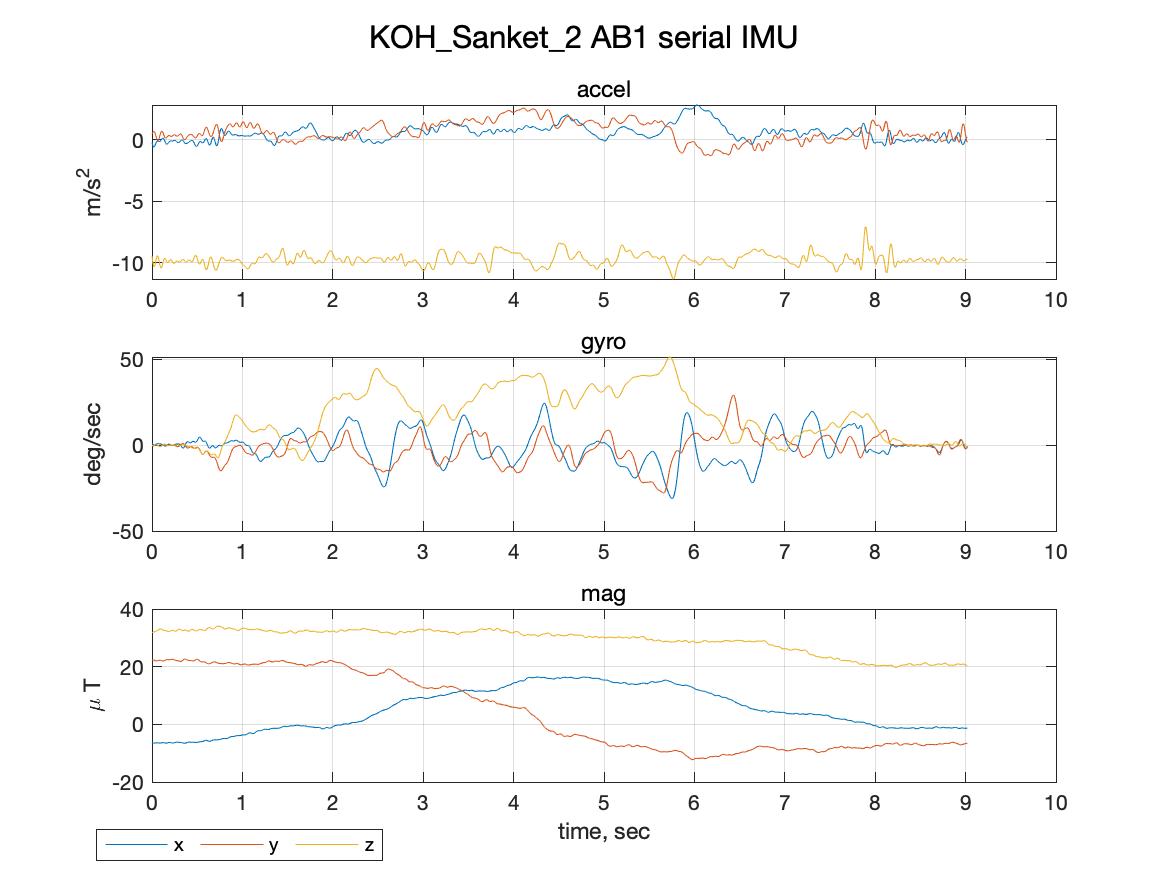 KOH_Sanket_2 AB1 serial IMU
accel
m/s2
0
-5
-10
0 1 2 3 4 5 6 7 8 9 10
gyro
deg/sec
50
0
-50
0 1 2 3 4 5 6 7 8 9 10
mag
μ T
40
20
0
-20
0 1 2 3 4 5 6 7 8 9 10
time, sec
x y z